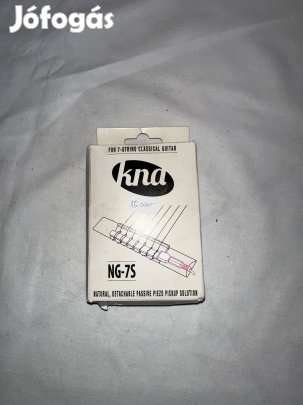 Jófogás
FOR 7-STRING CLASSICAL GUITAR
kna
NG-7S
NATURAL, DETACHABLE PASSIVE PIEZO PICKUP SOLUTION